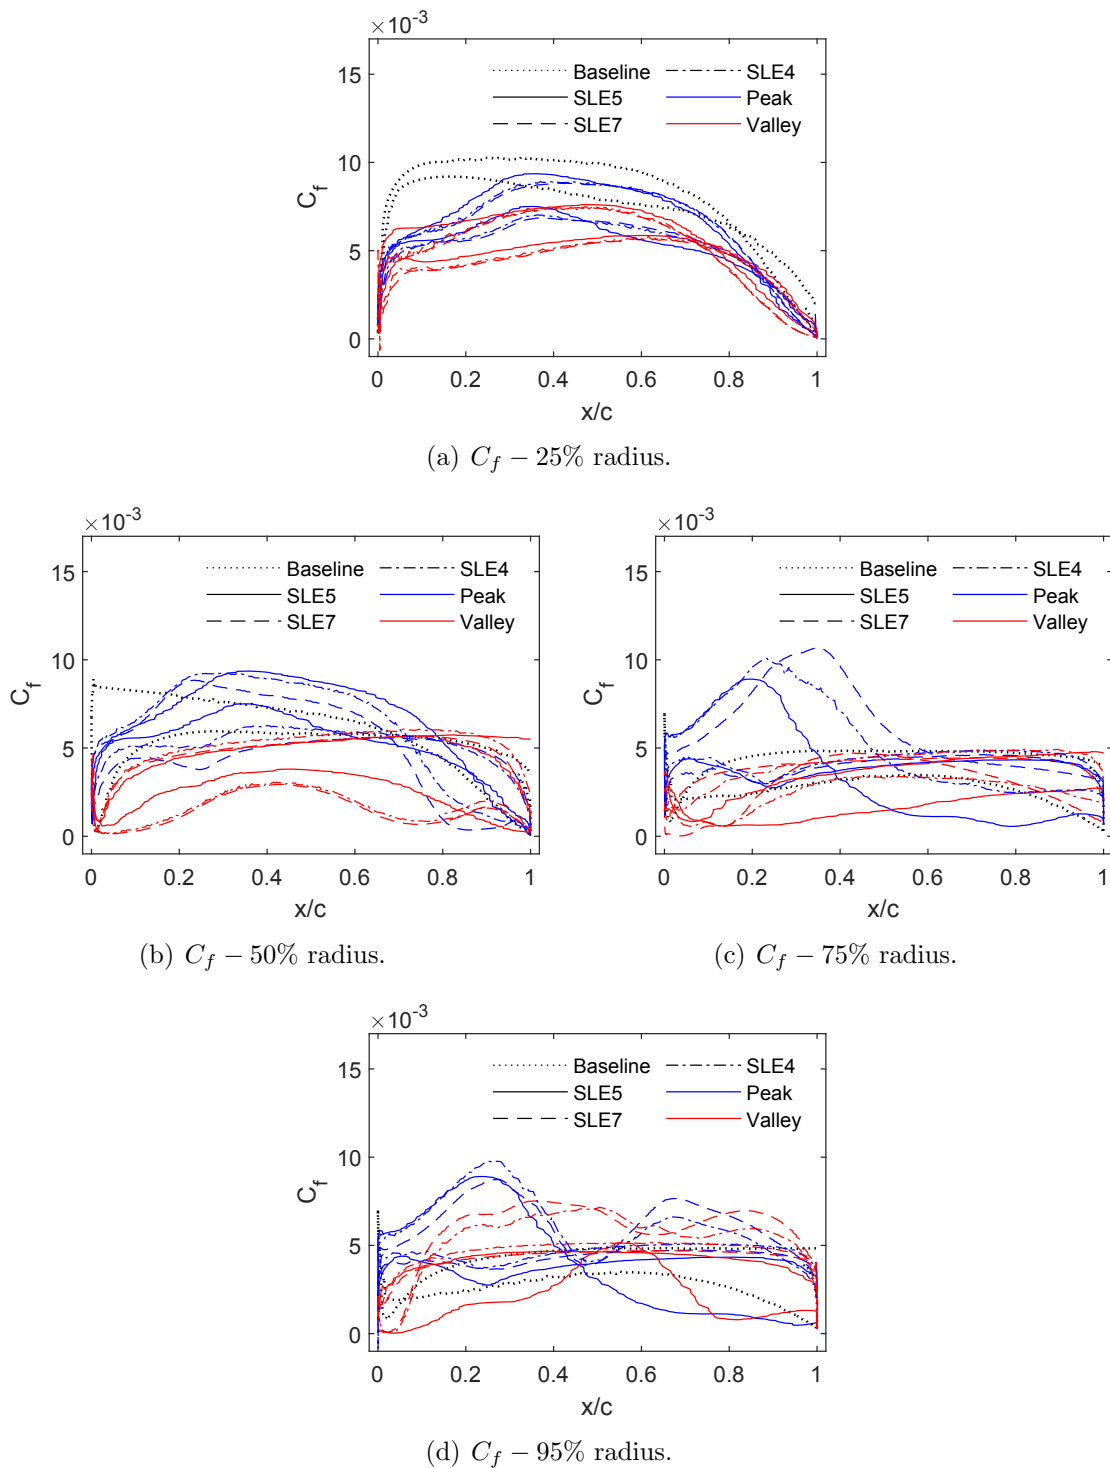 ×10⁻³
15
10
5
0
C_f
Baseline SLE4
SLE5 Peak
SLE7 Valley
0 0.2 0.4 0.6 0.8 1
x/c
(a) C_f − 25% radius.
×10⁻³
15
10
5
0
C_f
Baseline SLE4
SLE5 Peak
SLE7 Valley
0 0.2 0.4 0.6 0.8 1
x/c
(b) C_f − 50% radius.
×10⁻³
15
10
5
0
C_f
Baseline SLE4
SLE5 Peak
SLE7 Valley
0 0.2 0.4 0.6 0.8 1
x/c
(c) C_f − 75% radius.
×10⁻³
15
10
5
0
C_f
Baseline SLE4
SLE5 Peak
SLE7 Valley
0 0.2 0.4 0.6 0.8 1
x/c
(d) C_f − 95% radius.